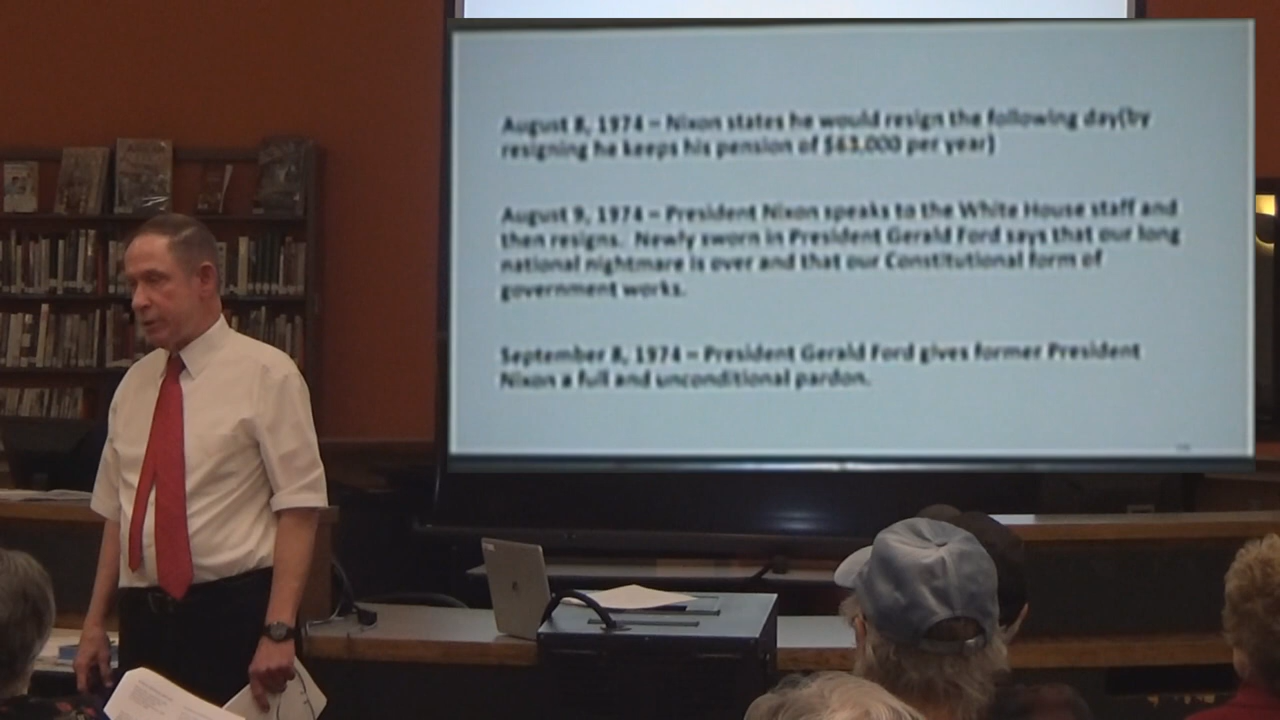 August 8, 1974 – Nixon states he would resign the following day(by
resigning he keeps his pension of $63,000 per year)
August 9, 1974 – President Nixon speaks to the White House staff and
then resigns. Newly sworn in President Gerald Ford says that our long
national nightmare is over and that our Constitutional form of
government works.
September 8, 1974 – President Gerald Ford gives former President
Nixon a full and unconditional pardon.